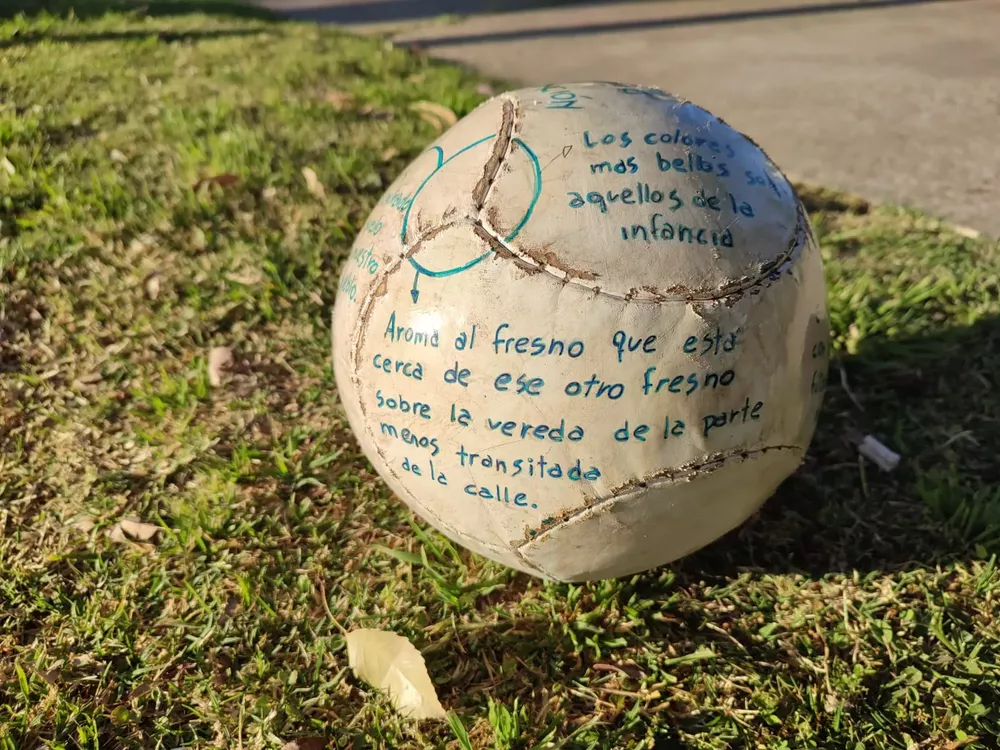 Los colores
mas bellos son
aquellos de la
infancia
Aroma al fresno que está
cerca de ese otro fresno
sobre la vereda de la parte
menos transitada
de la calle.